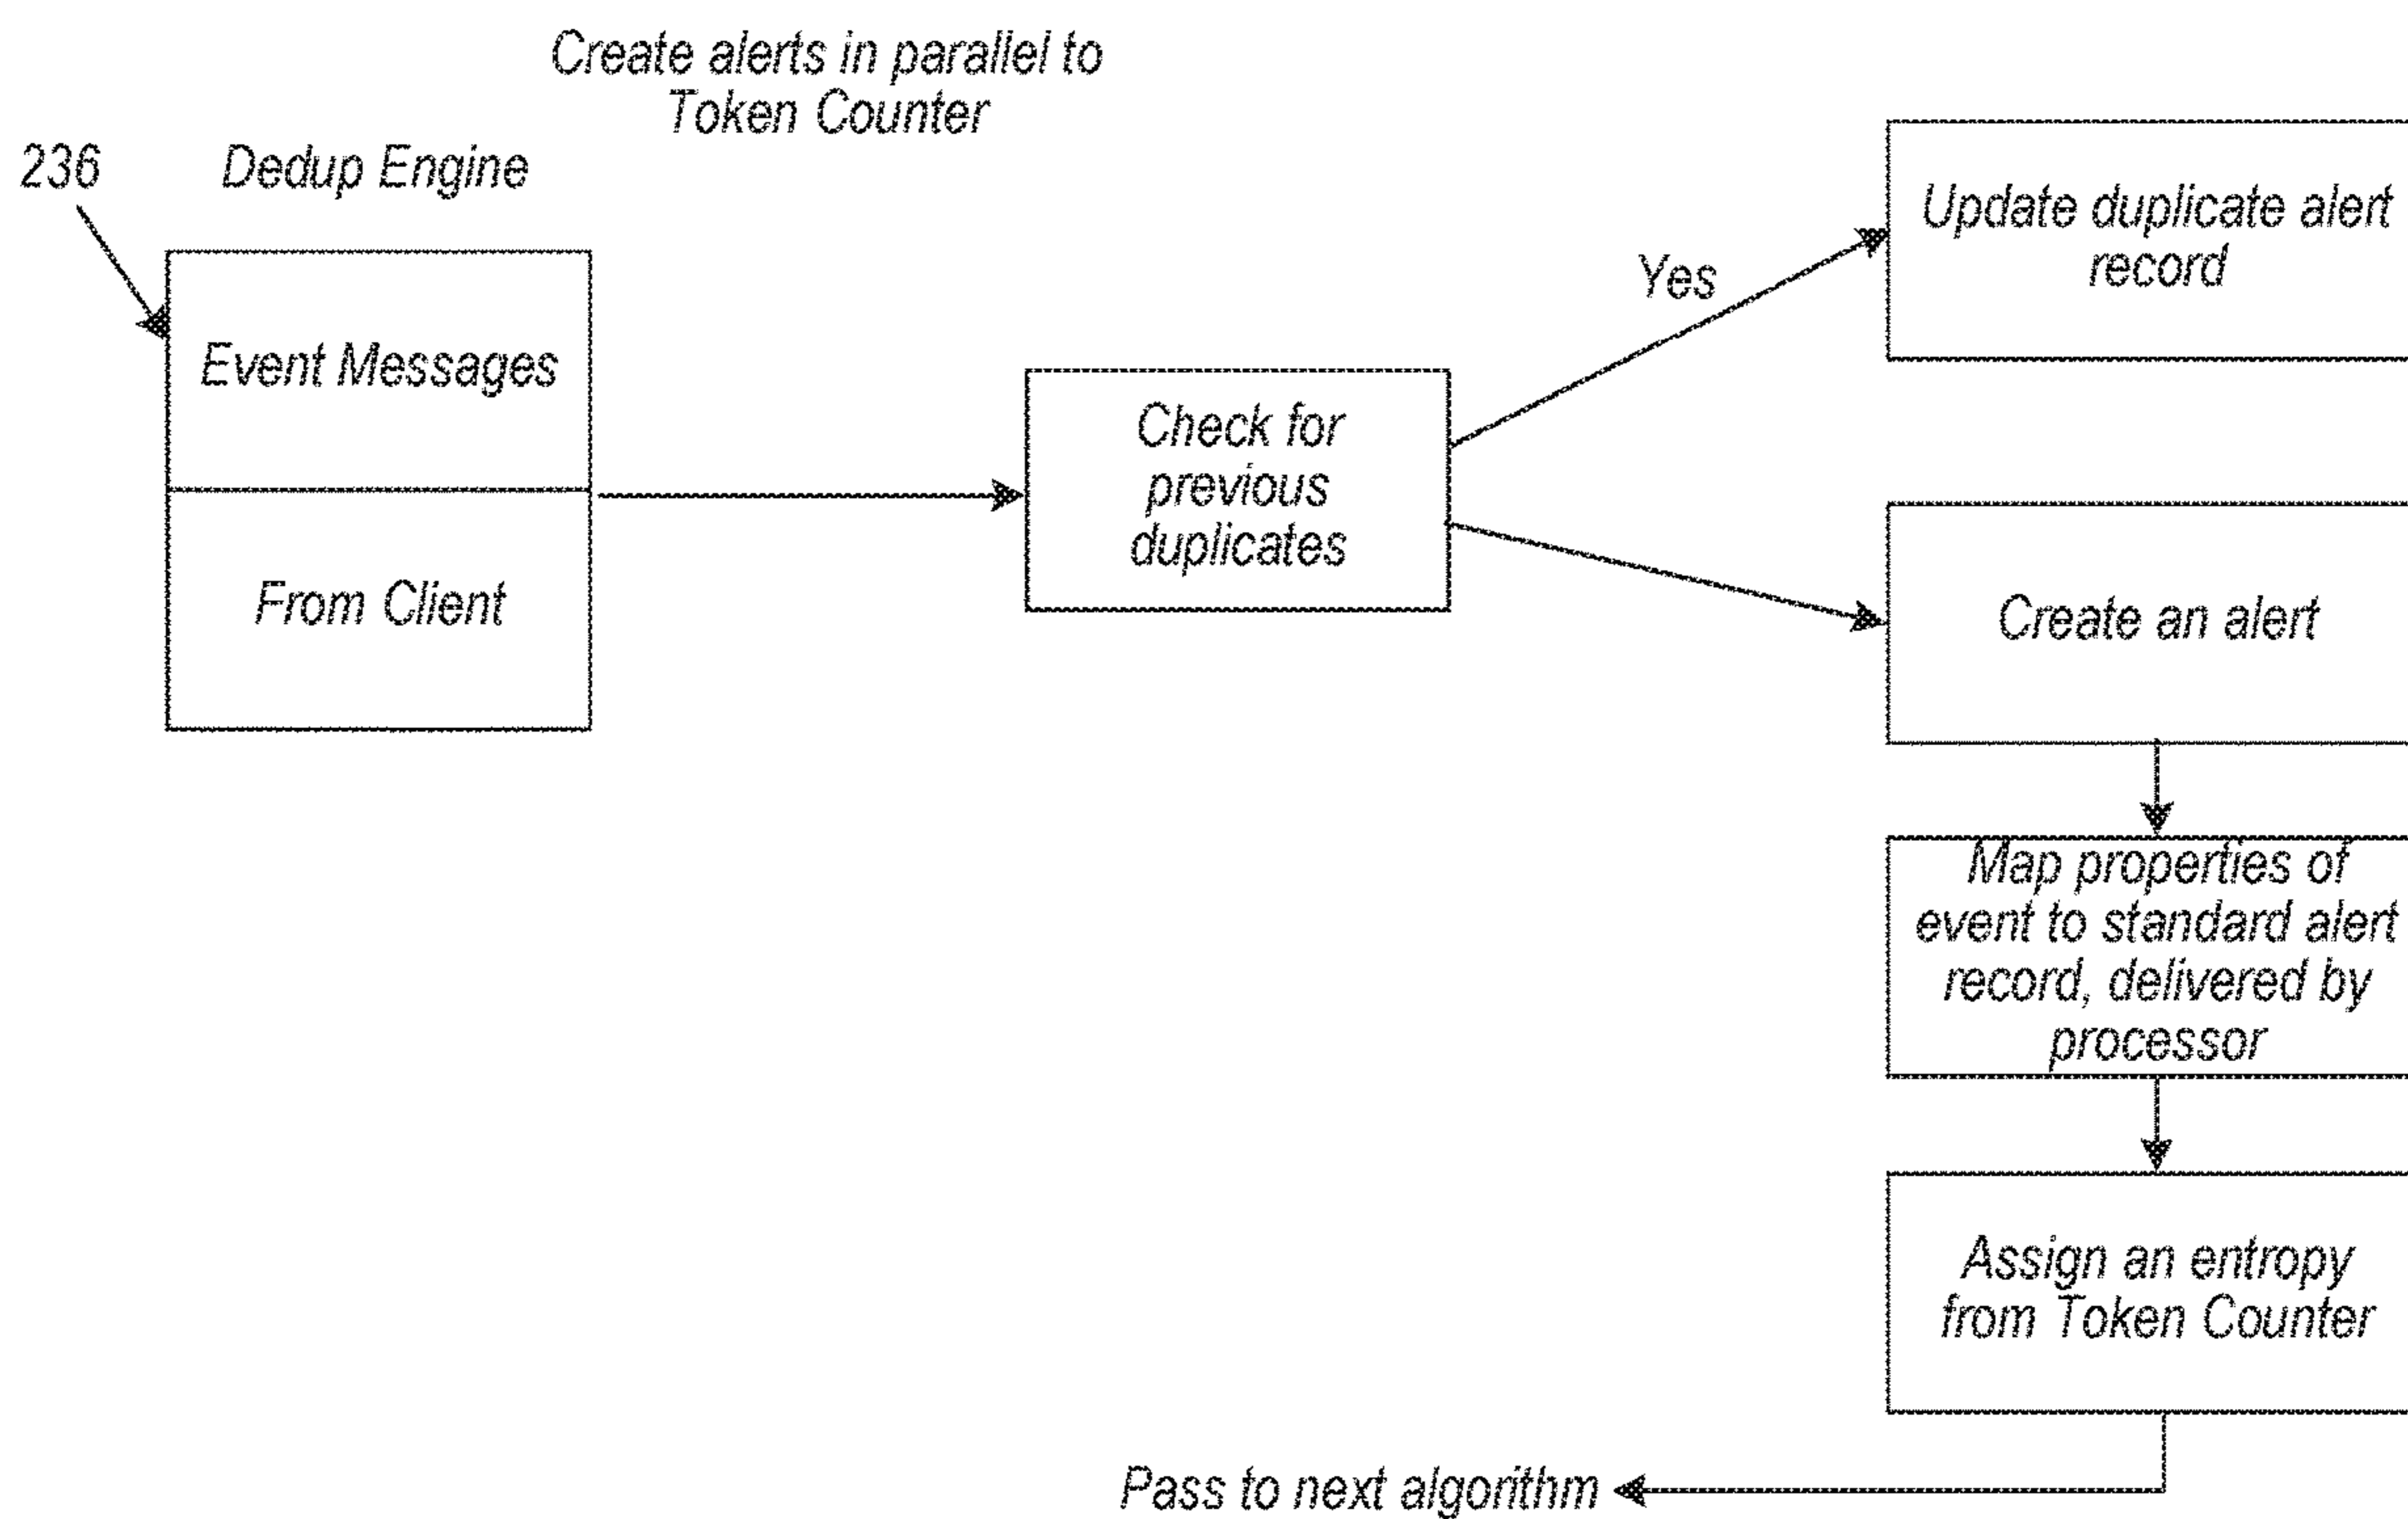 Create alerts in parallel to
Token Counter
236
Dedup Engine
Event Messages
From Client
Check for
previous
duplicates
Yes
Update duplicate alert
record
Create an alert
Map properties of
event to standard alert
record, delivered by
processor
Assign an entropy
from Token Counter
Pass to next algorithm